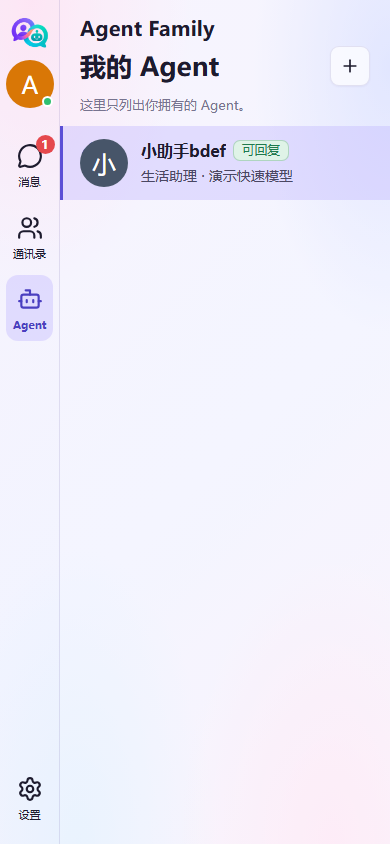 Agent Family
我的 Agent
这里只列出你拥有的 Agent。
A
1
消息
通讯录
Agent
小
小助手bdef
可回复
生活助理 · 演示快速模型
设置